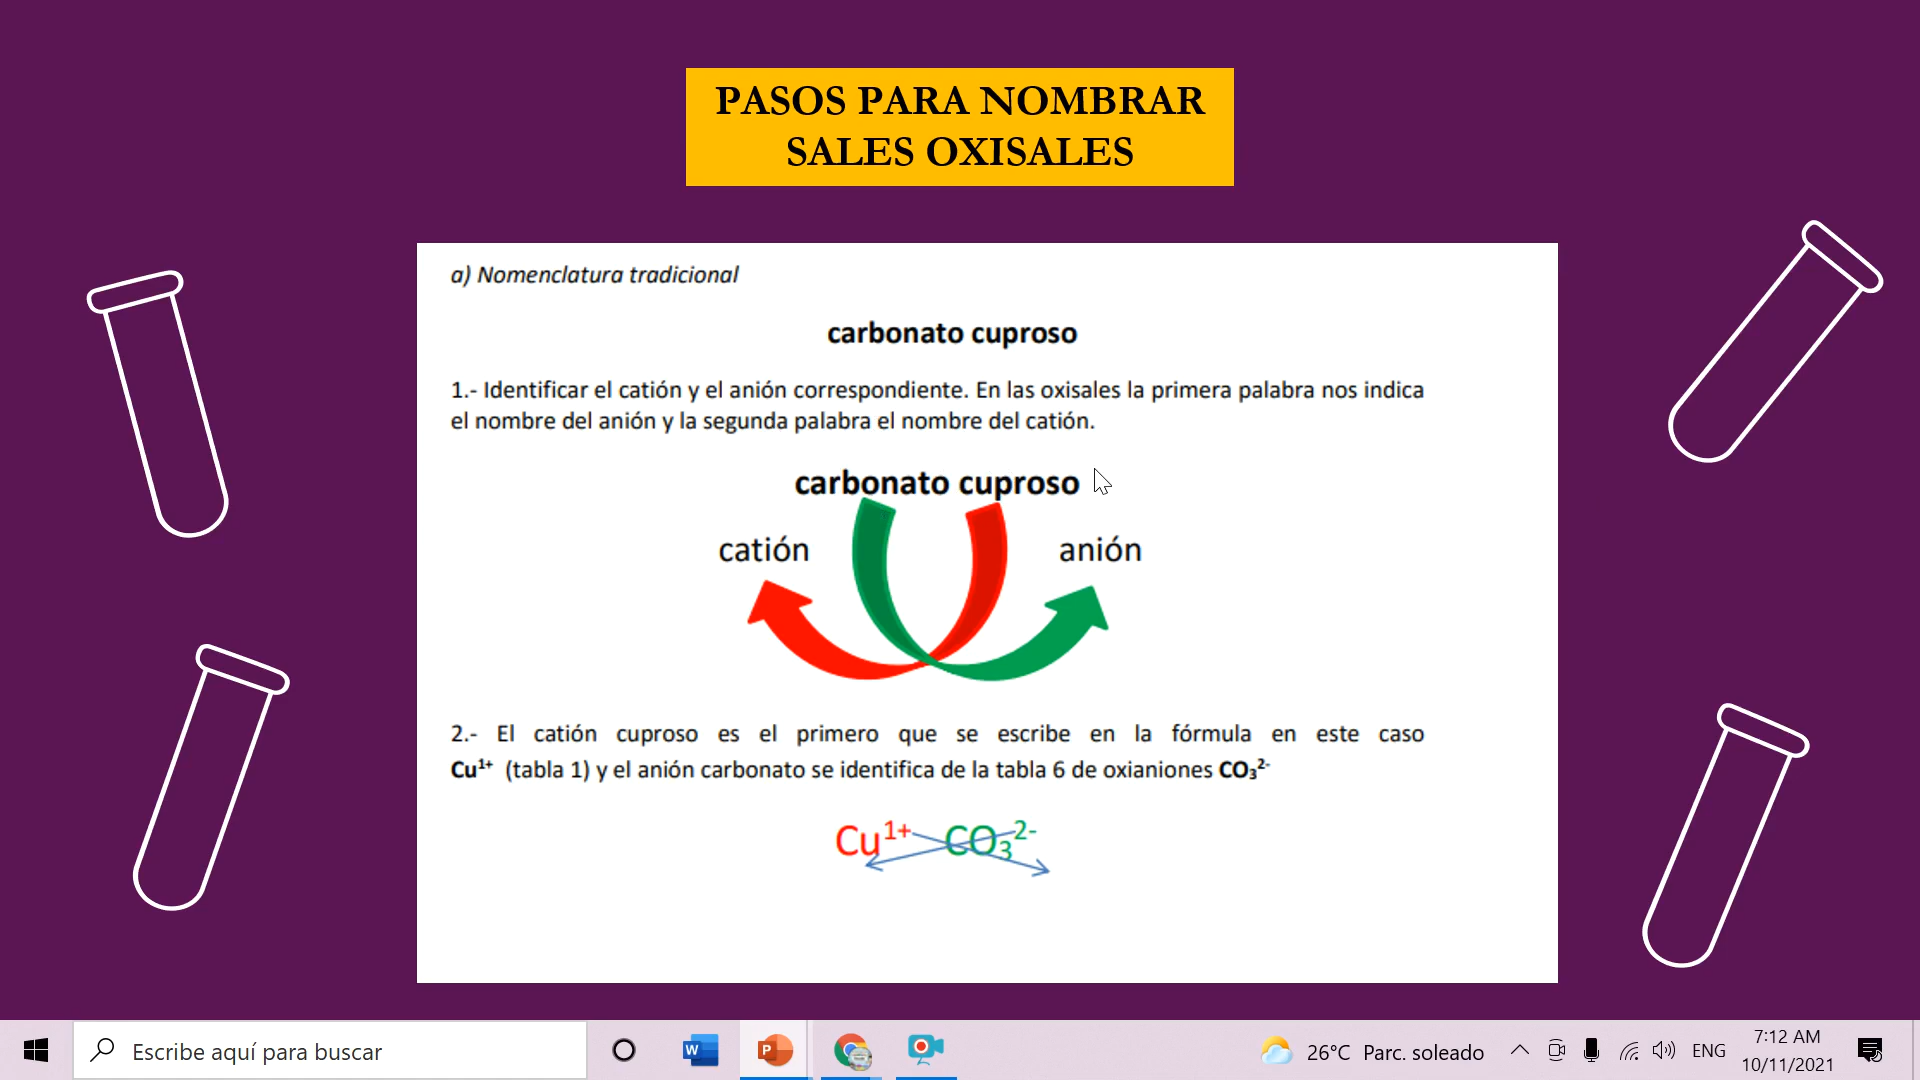 PASOS PARA NOMBRAR
SALES OXISALES
a) Nomenclatura tradicional
carbonato cuproso
1.- Identificar el catión y el anión correspondiente. En las oxisales la primera palabra nos indica
el nombre del anión y la segunda palabra el nombre del catión.
carbonato cuproso
catión anión
2.- El catión cuproso es el primero que se escribe en la fórmula en este caso
Cu¹⁺ (tabla 1) y el anión carbonato se identifica de la tabla 6 de oxianiones CO₃²⁻
Cu¹⁺ CO₃²⁻
Escribe aquí para buscar
W
P
26°C Parc. soleado
ENG
7:12 AM
10/11/2021